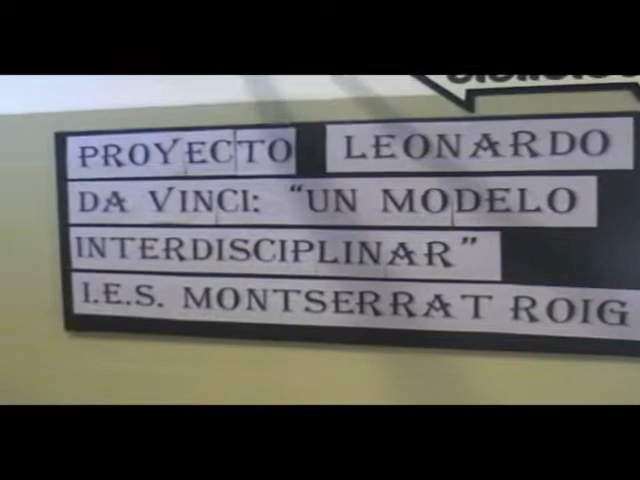 PROYECTO LEONARDO
DA VINCI: "UN MODELO
INTERDISCIPLINAR"
I.E.S. MONTSERRAT ROIG